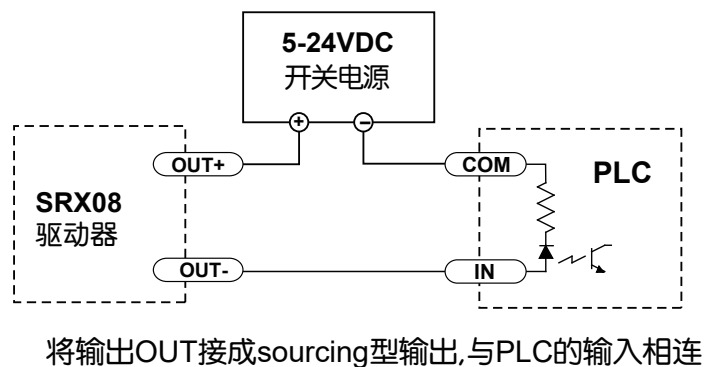 5-24VDC
开关电源
+ −
OUT+
COM
PLC
SRX08
驱动器
OUT-
IN
将输出OUT接成sourcing型输出,与PLC的输入相连